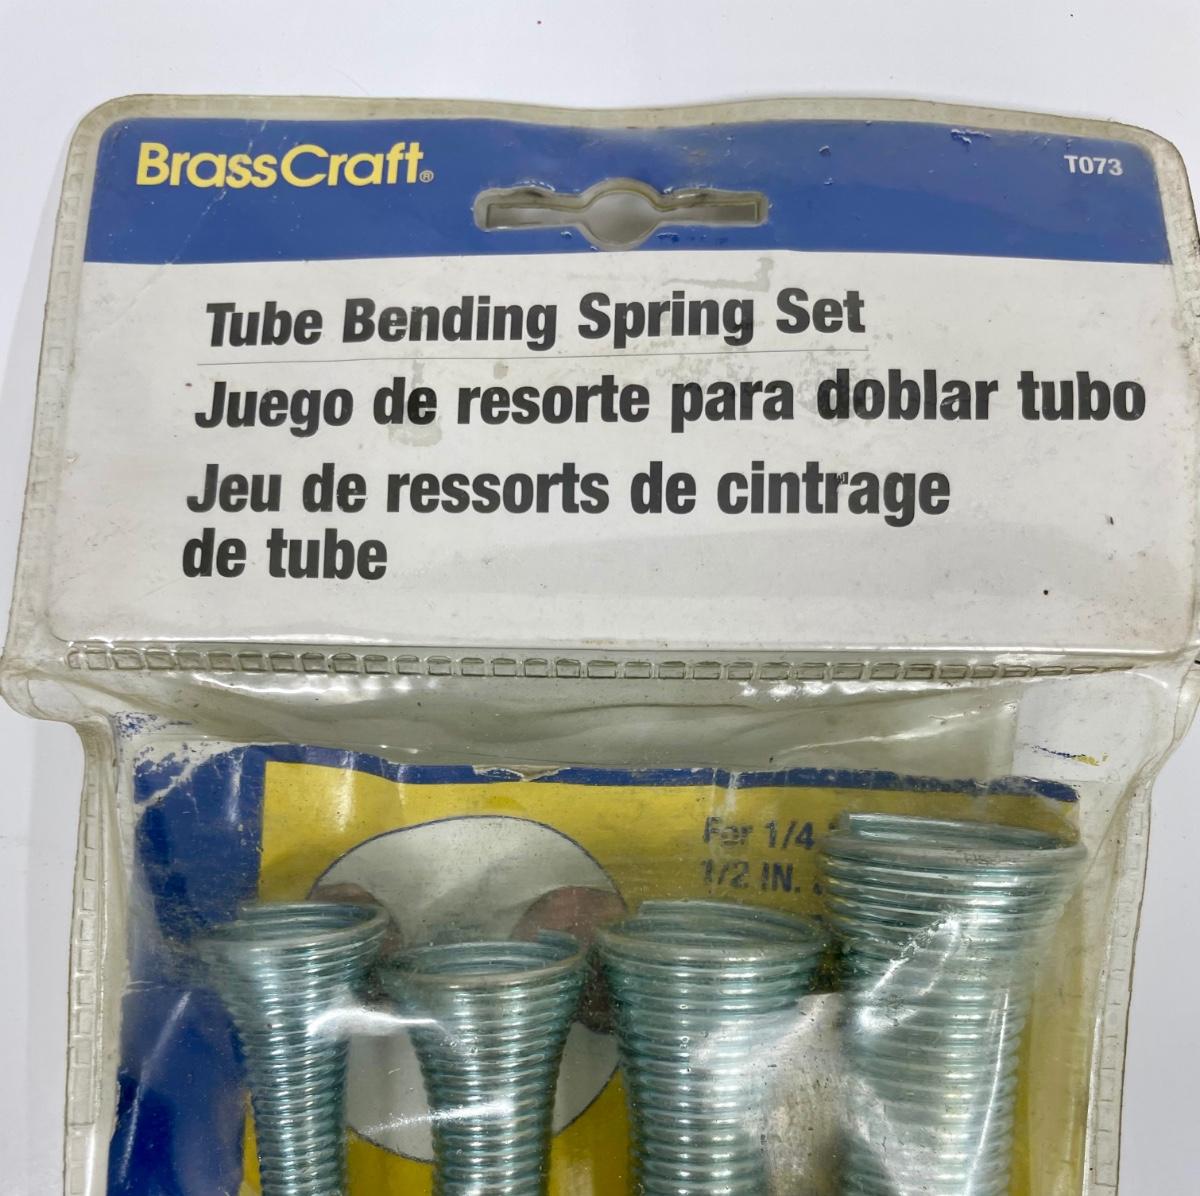 BrassCraft®
T073
Tube Bending Spring Set
Juego de resorte para doblar tubo
Jeu de ressorts de cintrage
de tube
For 1/4
1/2 IN.